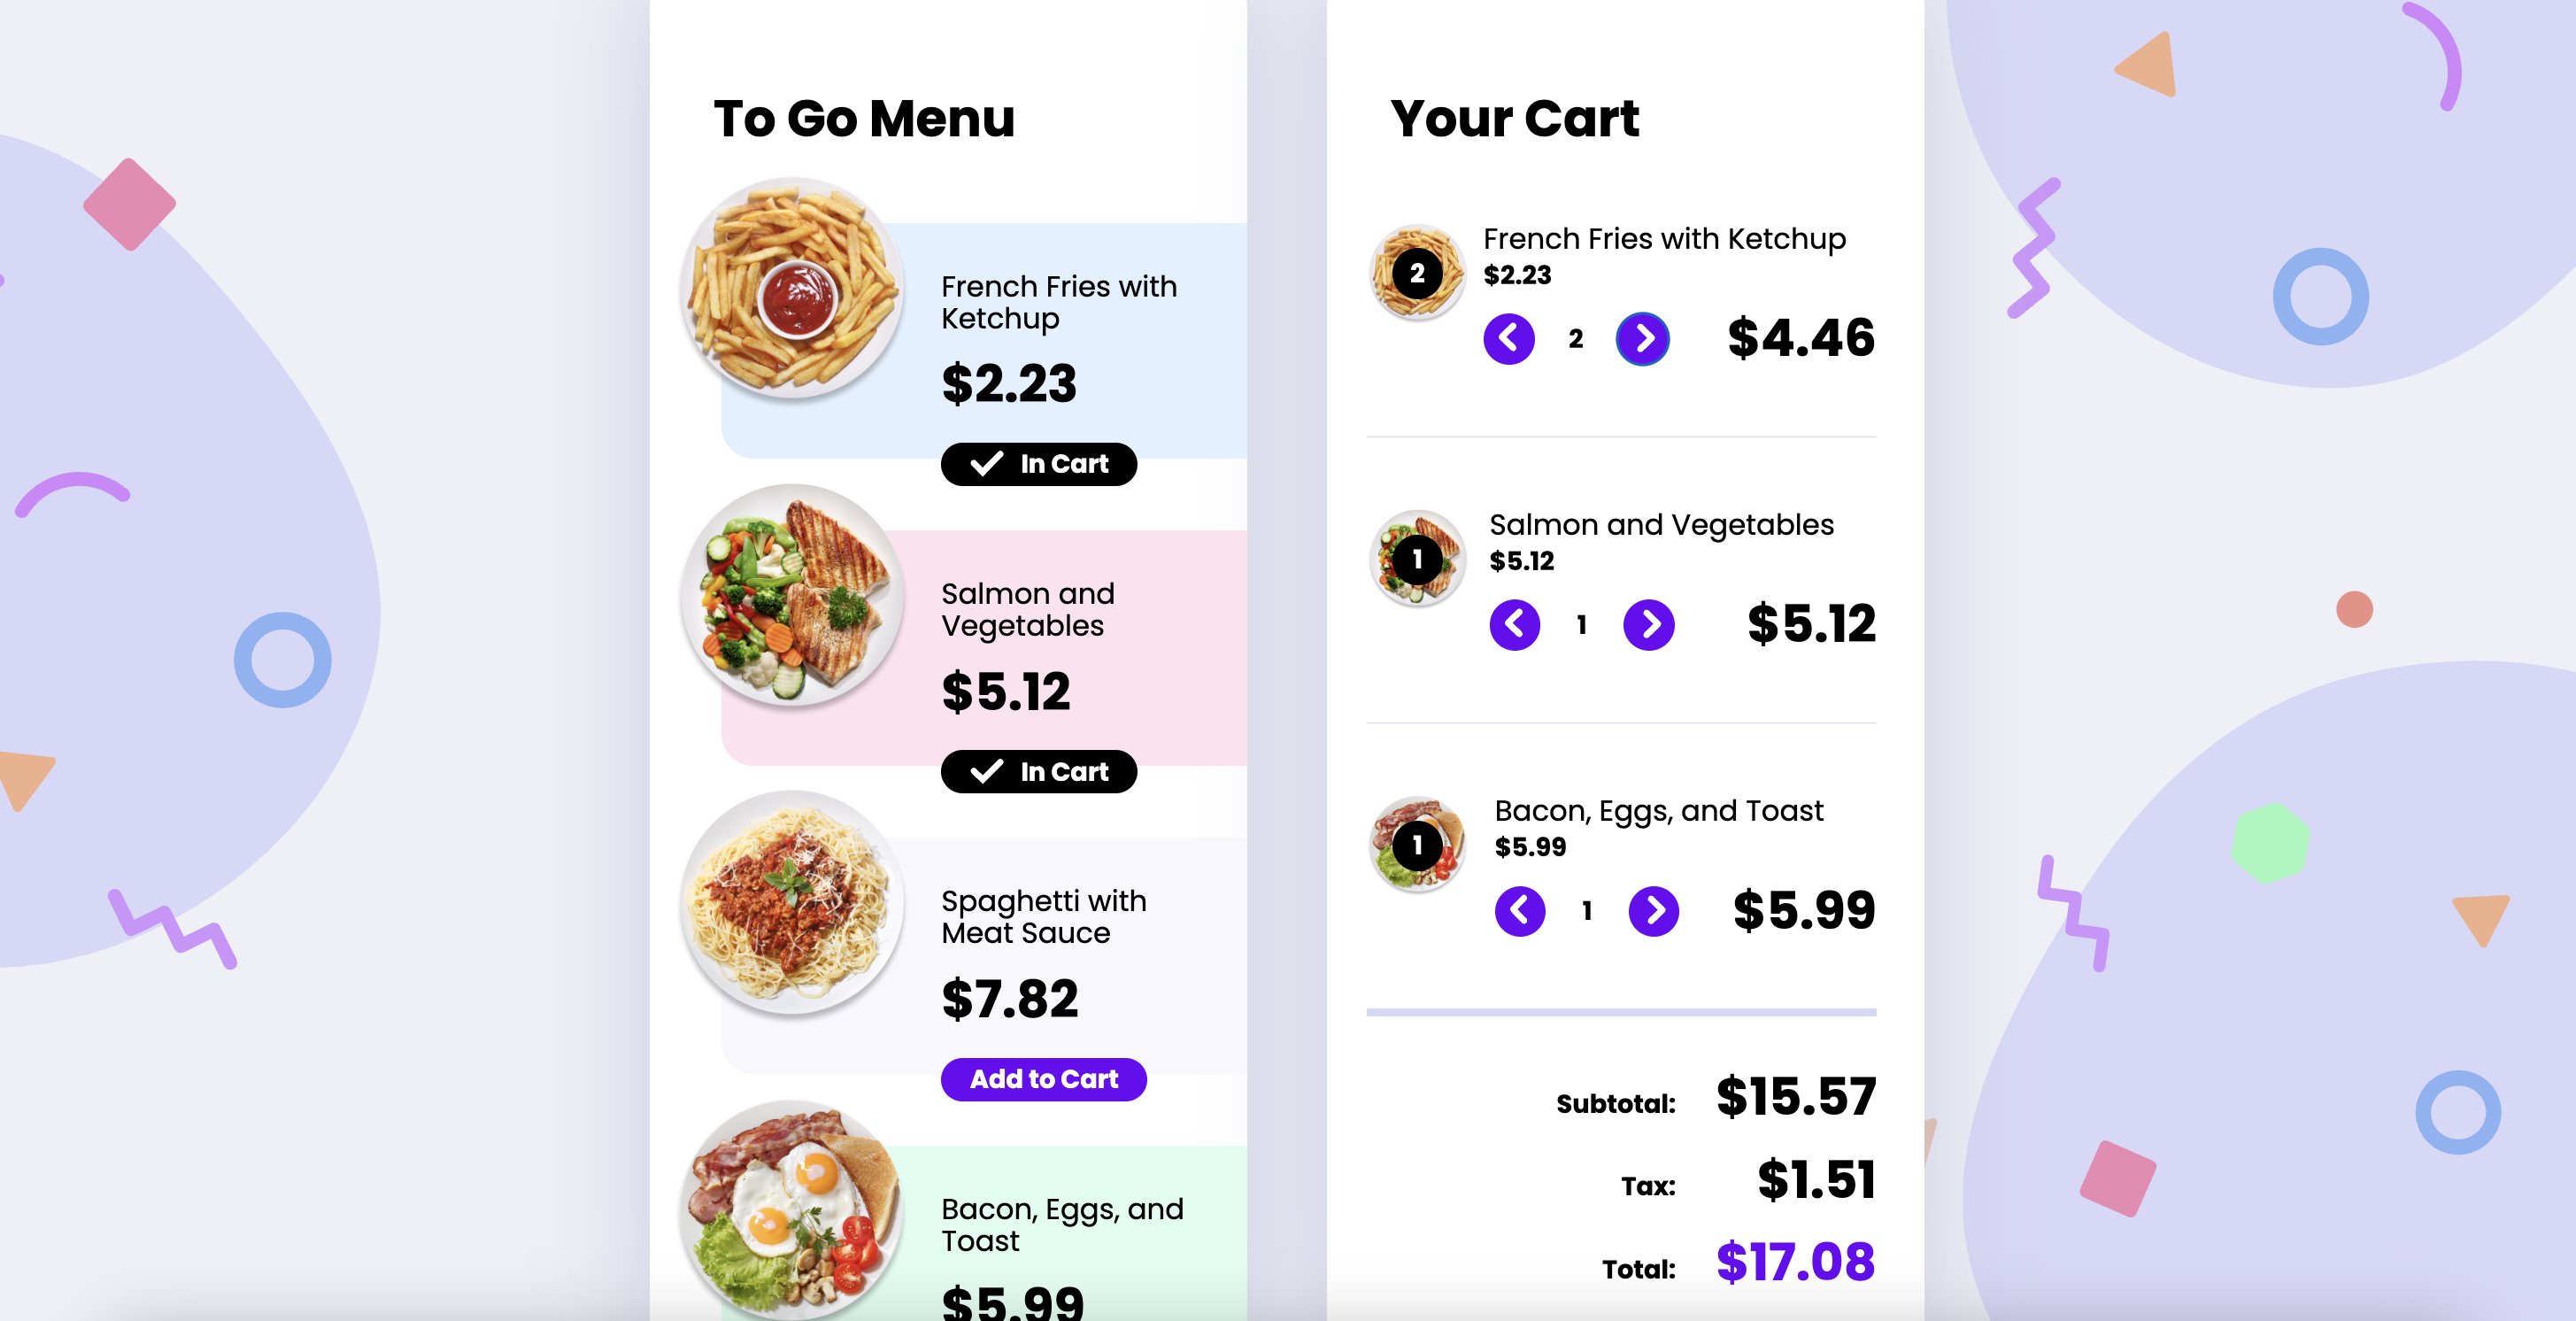 To Go Menu
French Fries with
Ketchup
$2.23
In Cart
Salmon and
Vegetables
$5.12
In Cart
Spaghetti with
Meat Sauce
$7.82
Add to Cart
Bacon, Eggs, and
Toast
$5.99
Your Cart
2
French Fries with Ketchup
$2.23
2
$4.46
1
Salmon and Vegetables
$5.12
1
$5.12
1
Bacon, Eggs, and Toast
$5.99
1
$5.99
Subtotal: $15.57
Tax: $1.51
Total: $17.08